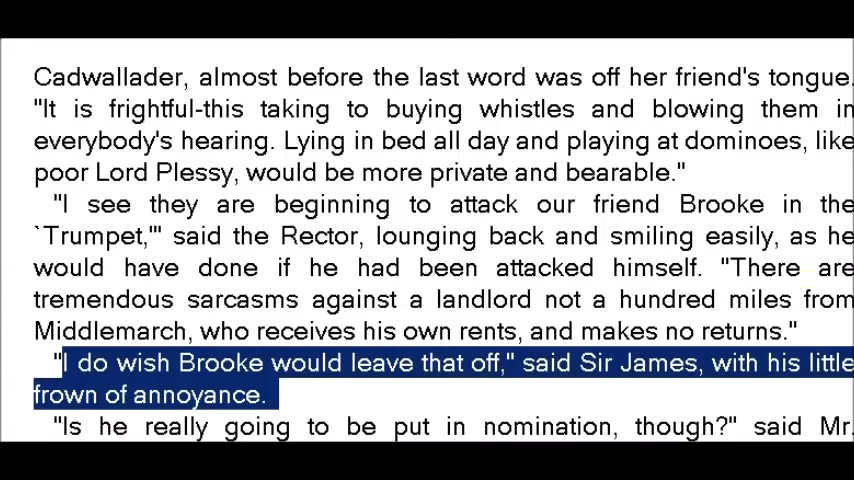 Cadwallader, almost before the last word was off her friend's tongue.
"It is frightful-this taking to buying whistles and blowing them in
everybody's hearing. Lying in bed all day and playing at dominoes, like
poor Lord Plessy, would be more private and bearable."
"I see they are beginning to attack our friend Brooke in the
`Trumpet,'" said the Rector, lounging back and smiling easily, as he
would have done if he had been attacked himself. "There are
tremendous sarcasms against a landlord not a hundred miles from
Middlemarch, who receives his own rents, and makes no returns."
"I do wish Brooke would leave that off," said Sir James, with his little
frown of annoyance.
"Is he really going to be put in nomination, though?" said Mr.